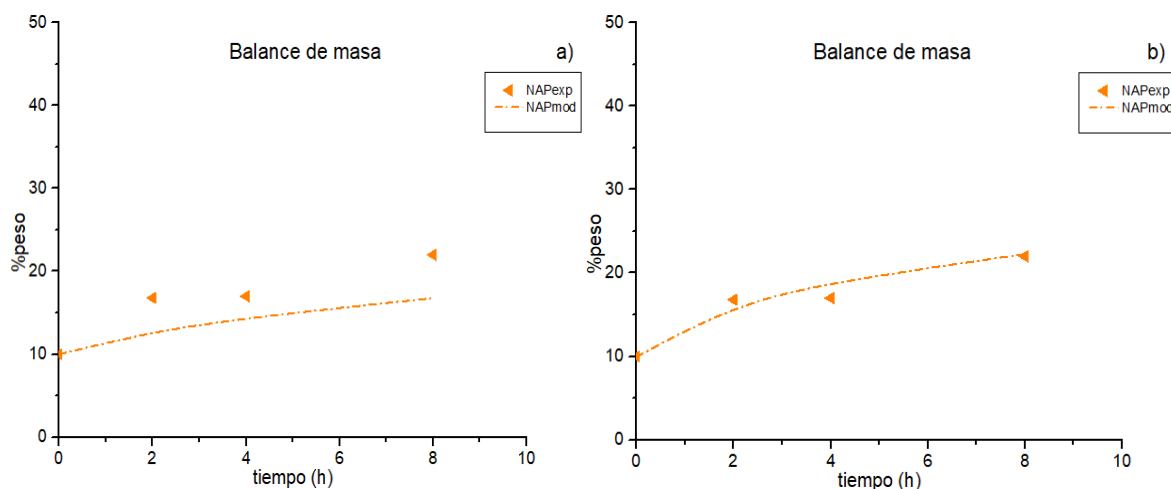 Balance de masa
a)
NAPexp
NAPmod
50
40
30
20
10
0
%peso
0 2 4 6 8 10
tiempo (h)
Balance de masa
b)
NAPexp
NAPmod
50
40
30
20
10
0
%peso
0 2 4 6 8 10
tiempo (h)